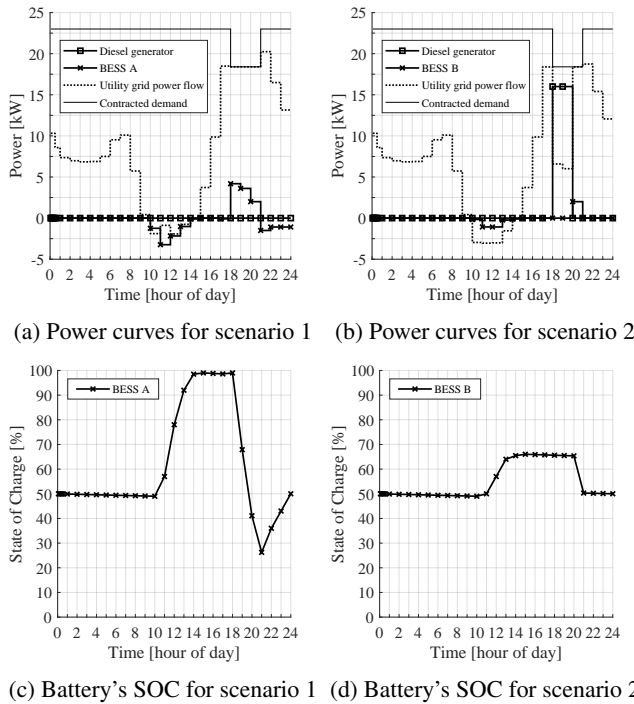 25
20
15
10
5
0
-5
Power [kW]
Diesel generator
BESS A
Utility grid power flow
Contracted demand
0 2 4 6 8 10 12 14 16 18 20 22 24
Time [hour of day]
(a) Power curves for scenario 1
25
20
15
10
5
0
-5
Power [kW]
Diesel generator
BESS B
Utility grid power flow
Contracted demand
0 2 4 6 8 10 12 14 16 18 20 22 24
Time [hour of day]
(b) Power curves for scenario 2
100
90
80
70
60
50
40
30
20
10
0
State of Charge [%]
BESS A
0 2 4 6 8 10 12 14 16 18 20 22 24
Time [hour of day]
(c) Battery's SOC for scenario 1
100
90
80
70
60
50
40
30
20
10
0
State of Charge [%]
BESS B
0 2 4 6 8 10 12 14 16 18 20 22 24
Time [hour of day]
(d) Battery's SOC for scenario 2